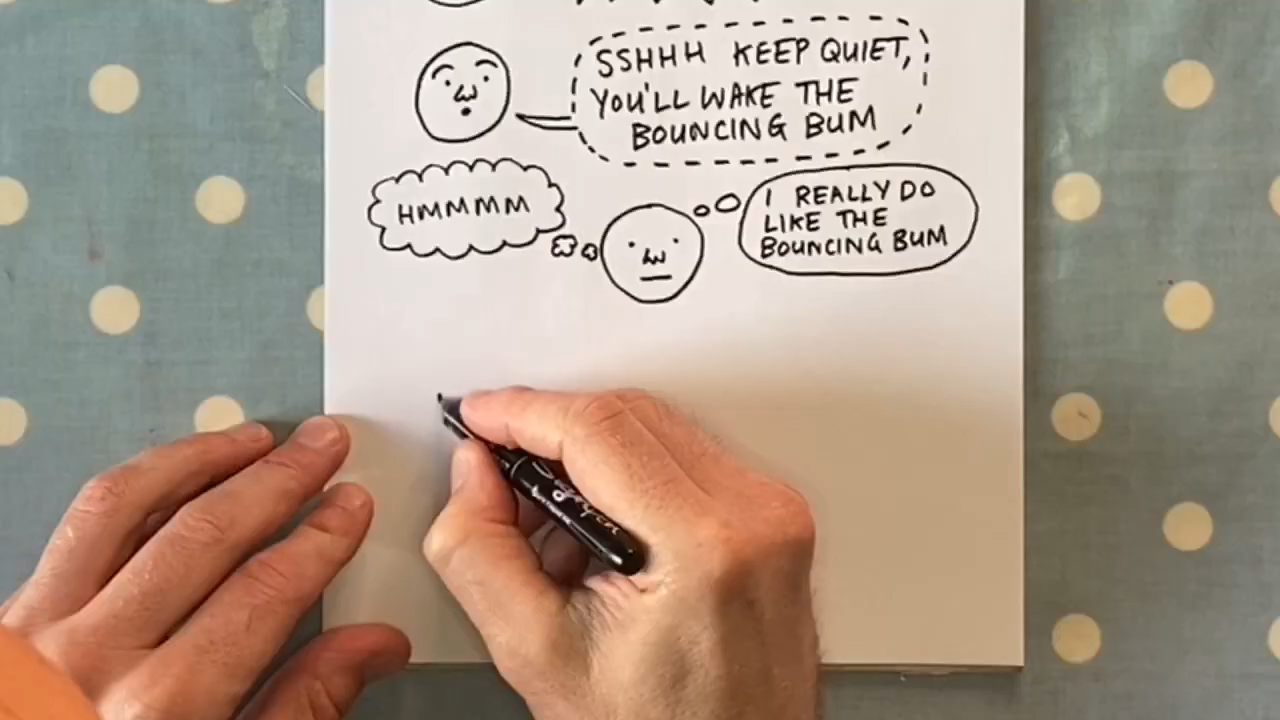 SSHHH KEEP QUIET,
YOU'LL WAKE THE
BOUNCING BUM
HMMMM
I REALLY DO
LIKE THE
BOUNCING BUM